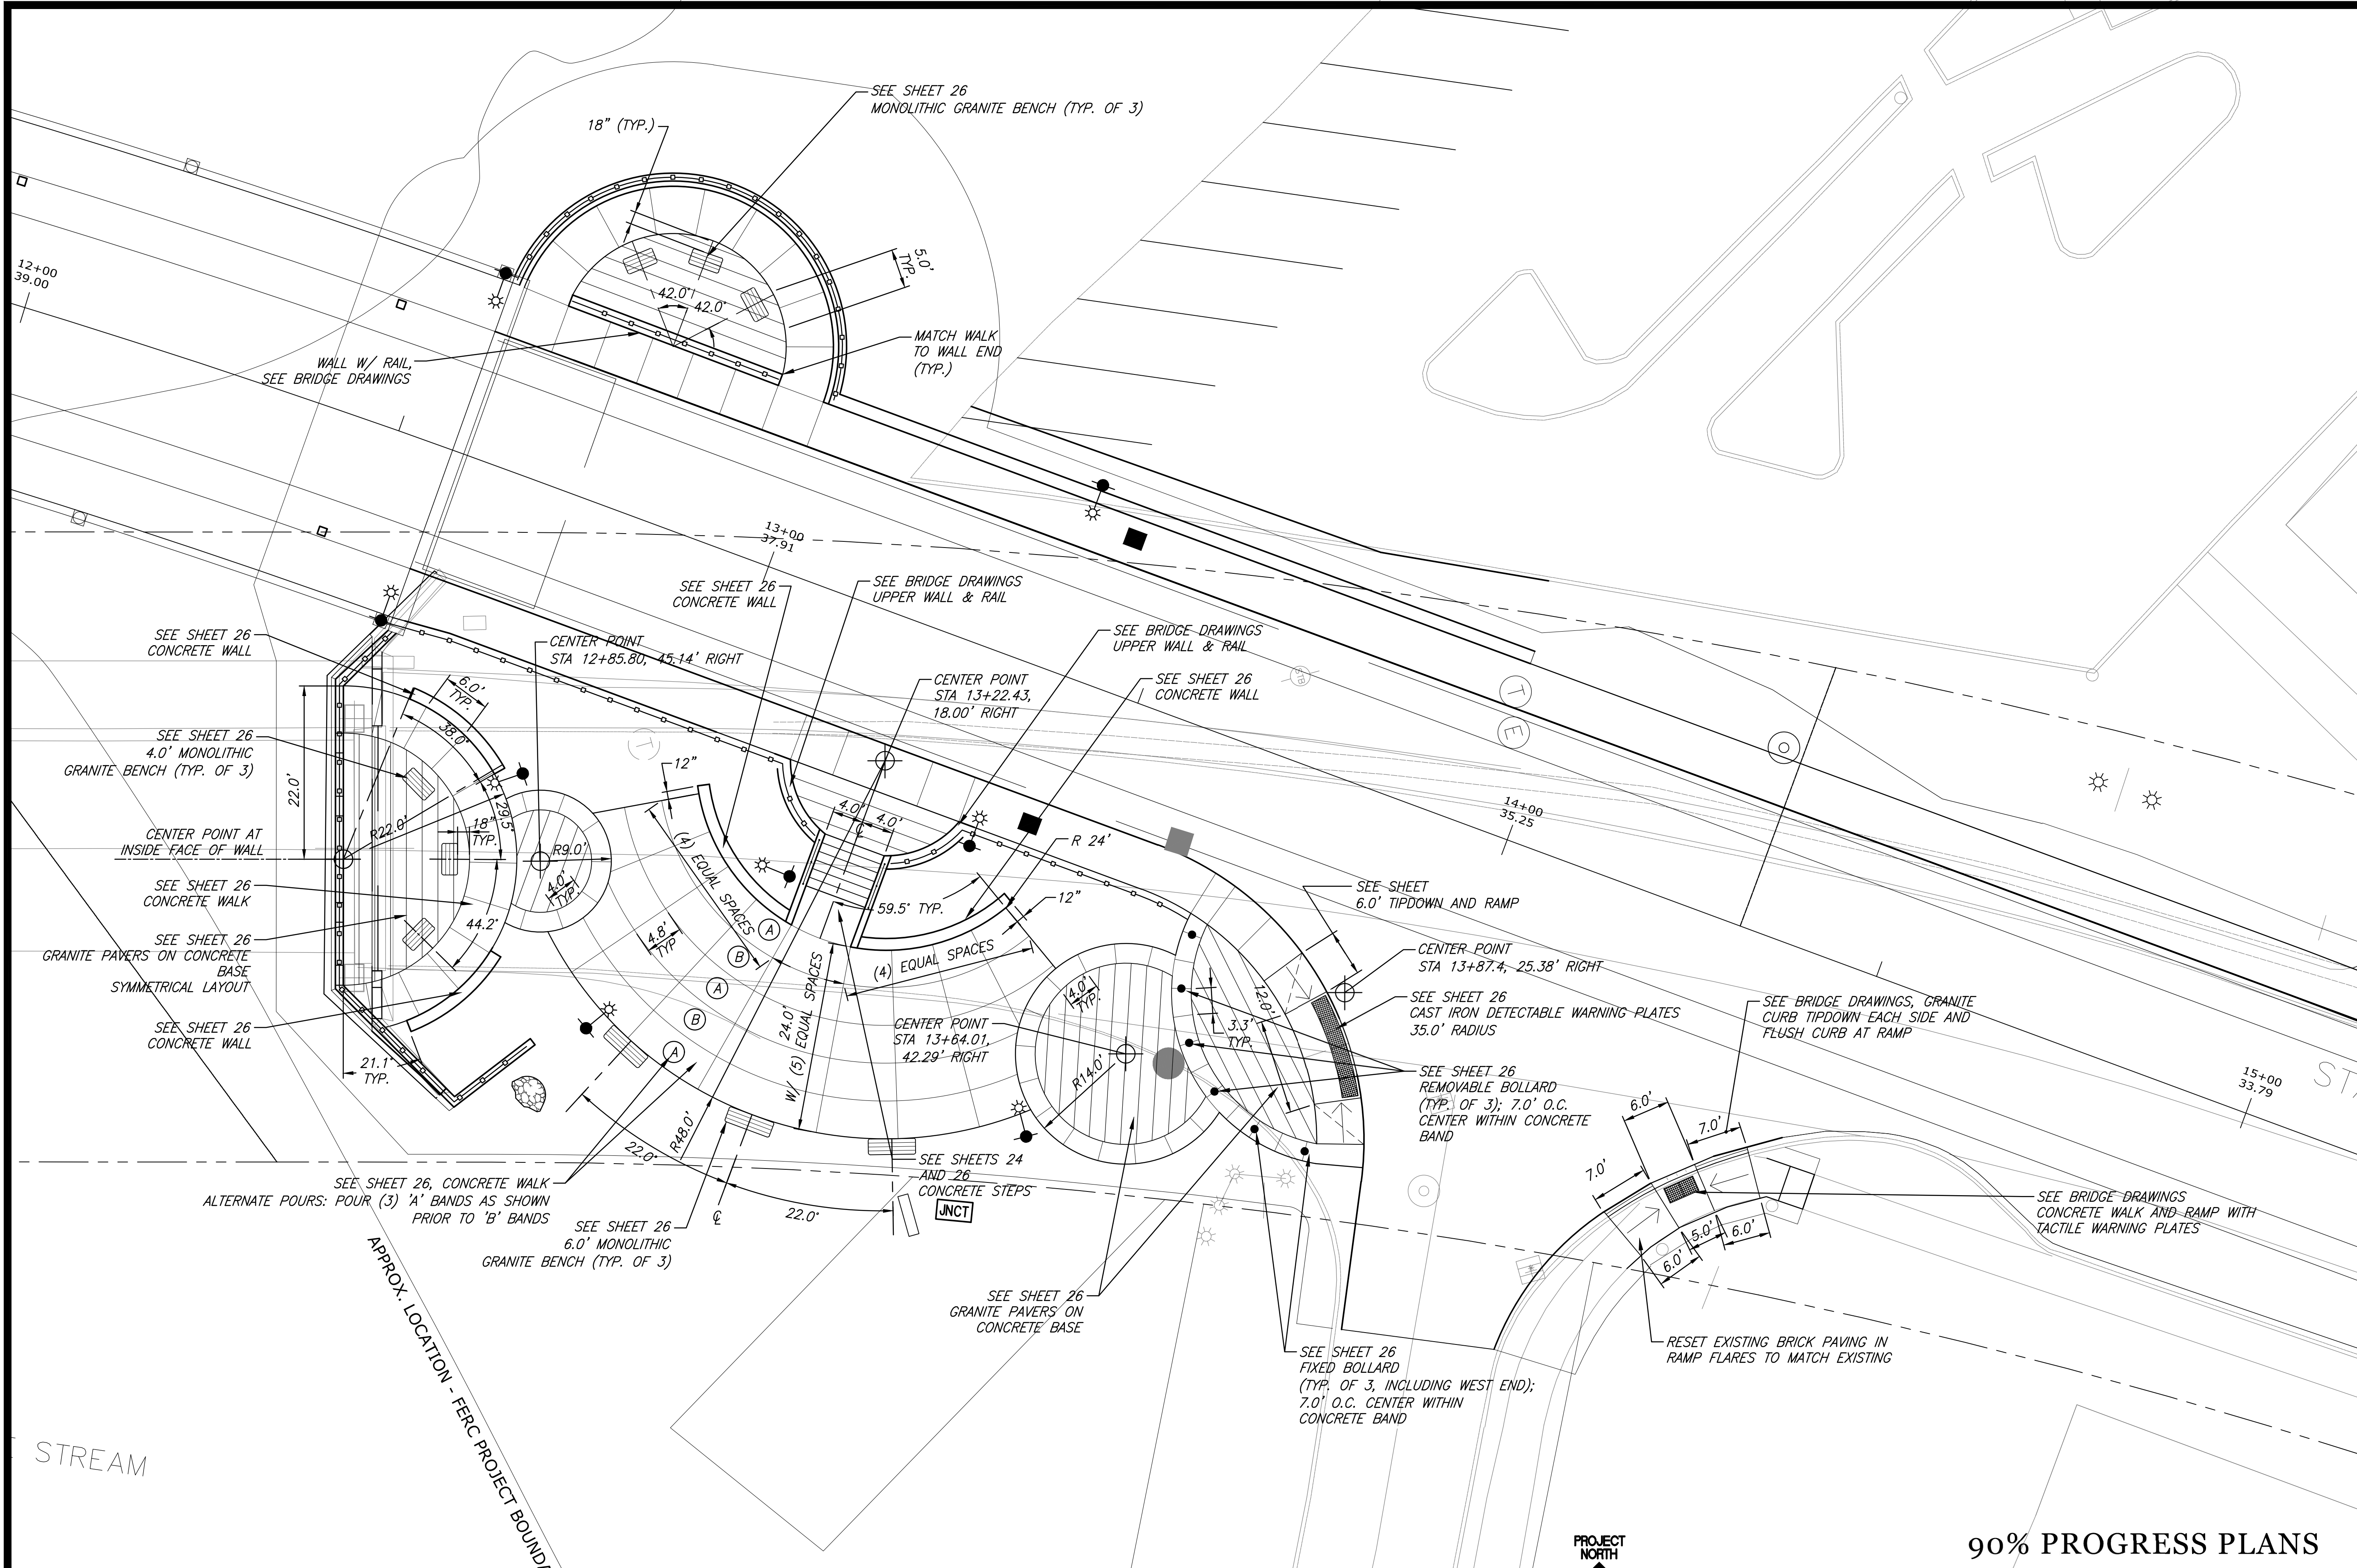 SEE SHEET 26
MONOLITHIC GRANITE BENCH (TYP. OF 3)
18" (TYP.)
5.0'
TYP.
12+00
39.00
42.0°
42.0°
MATCH WALK
TO WALL END
(TYP.)
WALL W/ RAIL,
SEE BRIDGE DRAWINGS
13+00
37.91
SEE SHEET 26
CONCRETE WALL
SEE BRIDGE DRAWINGS
UPPER WALL & RAIL
SEE SHEET 26
CONCRETE WALL
CENTER POINT
STA 12+85.80, 45.14' RIGHT
SEE BRIDGE DRAWINGS
UPPER WALL & RAIL
STB
CENTER POINT
STA 13+22.43,
18.00' RIGHT
SEE SHEET 26
CONCRETE WALL
T
E
6.0'
TYP.
38.0°
SEE SHEET 26
4.0' MONOLITHIC
GRANITE BENCH (TYP. OF 3)
T
22.0'
12"
14+00
35.25
29.5°
R22.0'
18"
TYP.
CENTER POINT AT
INSIDE FACE OF WALL
4.0'
4.0'
℄
(4) EQUAL SPACES
R 24'
R9.0'
4.0'
TYP.
SEE SHEET 26
CONCRETE WALK
59.5° TYP.
12"
SEE SHEET
6.0' TIPDOWN AND RAMP
44.2°
4.8'
TYP
A
B
A
B
A
SEE SHEET 26
GRANITE PAVERS ON CONCRETE
BASE
SYMMETRICAL LAYOUT
(4) EQUAL SPACES
CENTER POINT
STA 13+87.4, 25.38' RIGHT
24.0'
W/ (5) EQUAL SPACES
4.0'
TYP.
12.0'
SEE SHEET 26
CAST IRON DETECTABLE WARNING PLATES
35.0' RADIUS
SEE BRIDGE DRAWINGS, GRANITE
CURB TIPDOWN EACH SIDE AND
FLUSH CURB AT RAMP
SEE SHEET 26
CONCRETE WALL
CENTER POINT
STA 13+64.01,
42.29' RIGHT
3.3'
TYP.
21.1'
TYP.
R14.0'
SEE SHEET 26
REMOVABLE BOLLARD
(TYP. OF 3); 7.0' O.C.
CENTER WITHIN CONCRETE
BAND
15+00
33.79
ST
6.0'
7.0'
7.0'
R48.0'
22.0°
SEE SHEETS 24
AND 26
CONCRETE STEPS
SEE SHEET 26, CONCRETE WALK
ALTERNATE POURS: POUR (3) 'A' BANDS AS SHOWN
PRIOR TO 'B' BANDS
℄
22.0°
JNCT
SEE SHEET 26
6.0' MONOLITHIC
GRANITE BENCH (TYP. OF 3)
SEE BRIDGE DRAWINGS
CONCRETE WALK AND RAMP WITH
TACTILE WARNING PLATES
5.0'
6.0'
6.0'
SEE SHEET 26
GRANITE PAVERS ON
CONCRETE BASE
RESET EXISTING BRICK PAVING IN
RAMP FLARES TO MATCH EXISTING
SEE SHEET 26
FIXED BOLLARD
(TYP. OF 3, INCLUDING WEST END);
7.0' O.C. CENTER WITHIN
CONCRETE BAND
APPROX. LOCATION - FERC PROJECT BOUNDA
STREAM
PROJECT
NORTH
90% PROGRESS PLANS